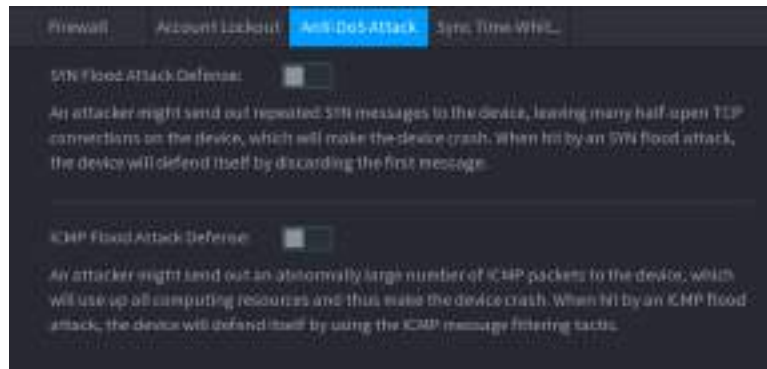 Firewall Account Lockout Anti-DoS Attack Sync Time-Whit...
SYN Flood Attack Defense:
An attacker might send out repeated SYN messages to the device, leaving many half-open TCP
connections on the device, which will make the device crash. When hit by an SYN flood attack,
the device will defend itself by discarding the first message.
ICMP Flood Attack Defense:
An attacker might send out an abnormally large number of ICMP packets to the device, which
will use up all computing resources and thus make the device crash. When hit by an ICMP flood
attack, the device will defend itself by using the ICMP message filtering tactic.